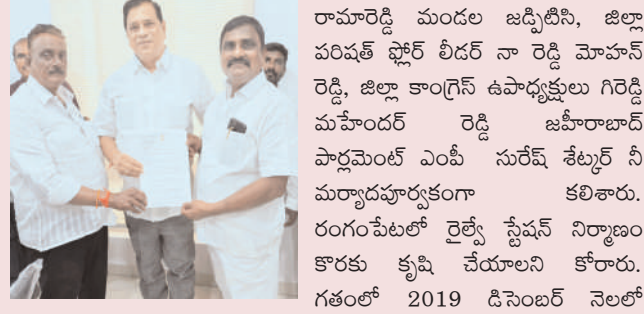 రామారెడ్డి మండల జడ్పిటిసి, జిల్లా
పరిషత్ ఫ్లోర్ లీడర్ నా రెడ్డి మోహన్
రెడ్డి, జిల్లా కాంగ్రెస్ ఉపాధ్యక్షులు గిరెడ్డి
మహేందర్ రెడ్డి జహీరాబాద్
పార్లమెంట్ ఎంపీ సురేష్ శేట్కర్ నీ
మర్యాదపూర్వకంగా కలిశారు.
రంగంపేటలో రైల్వే స్టేషన్ నిర్మాణం
కొరకు కృషి చేయాలని కోరారు.
గతంలో 2019 డిసెంబర్ నెలలో